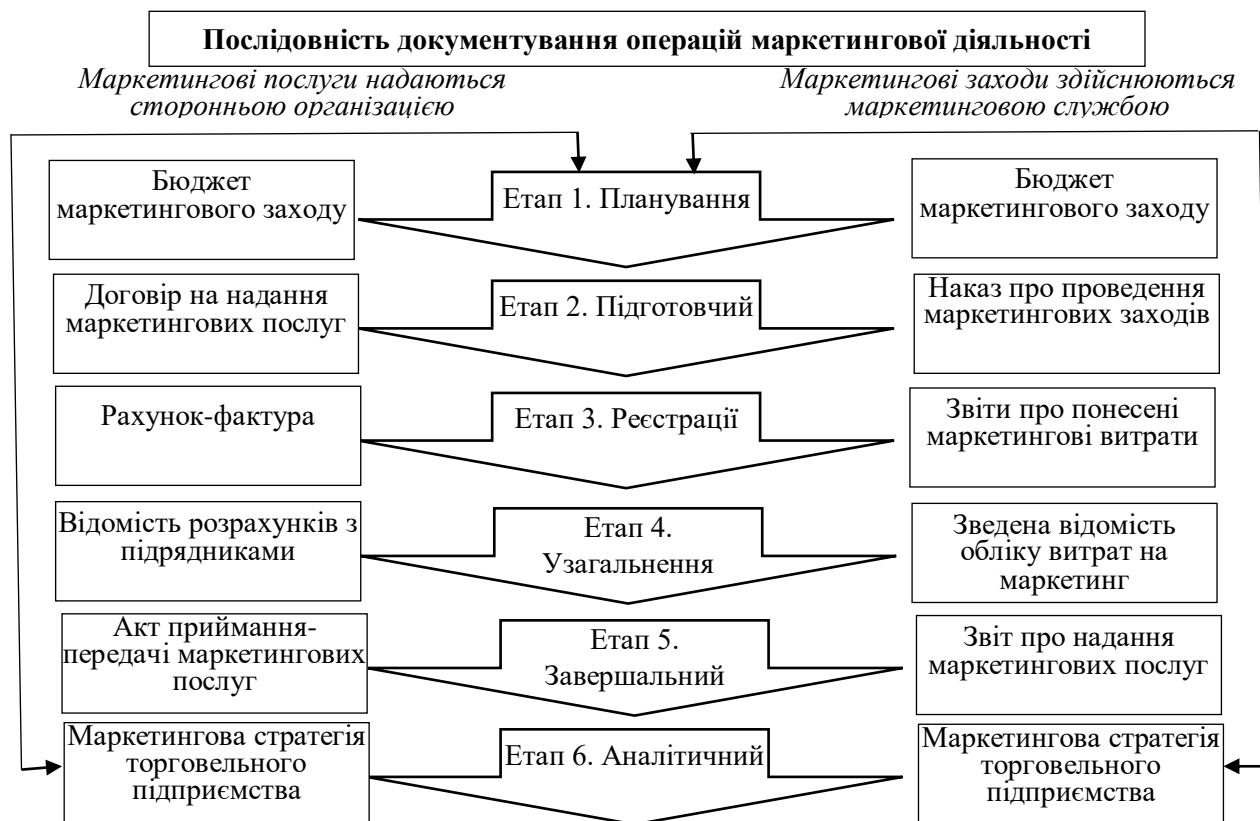 Послідовність документування операцій маркетингової діяльності
Маркетингові послуги надаються
сторонньою організацією
Маркетингові заходи здійснюються
маркетинговою службою
Бюджет
маркетингового заходу
Етап 1. Планування
Бюджет
маркетингового заходу
Договір на надання
маркетингових послуг
Етап 2. Підготовчий
Наказ про проведення
маркетингових заходів
Рахунок-фактура
Етап 3. Реєстрації
Звіти про понесені
маркетингові витрати
Відомість розрахунків з
підрядниками
Етап 4.
Узагальнення
Зведена відомість
обліку витрат на
маркетинг
Акт приймання-
передачі маркетингових
послуг
Етап 5.
Завершальний
Звіт про надання
маркетингових послуг
Маркетингова стратегія
торговельного
підприємства
Етап 6. Аналітичний
Маркетингова стратегія
торговельного
підприємства